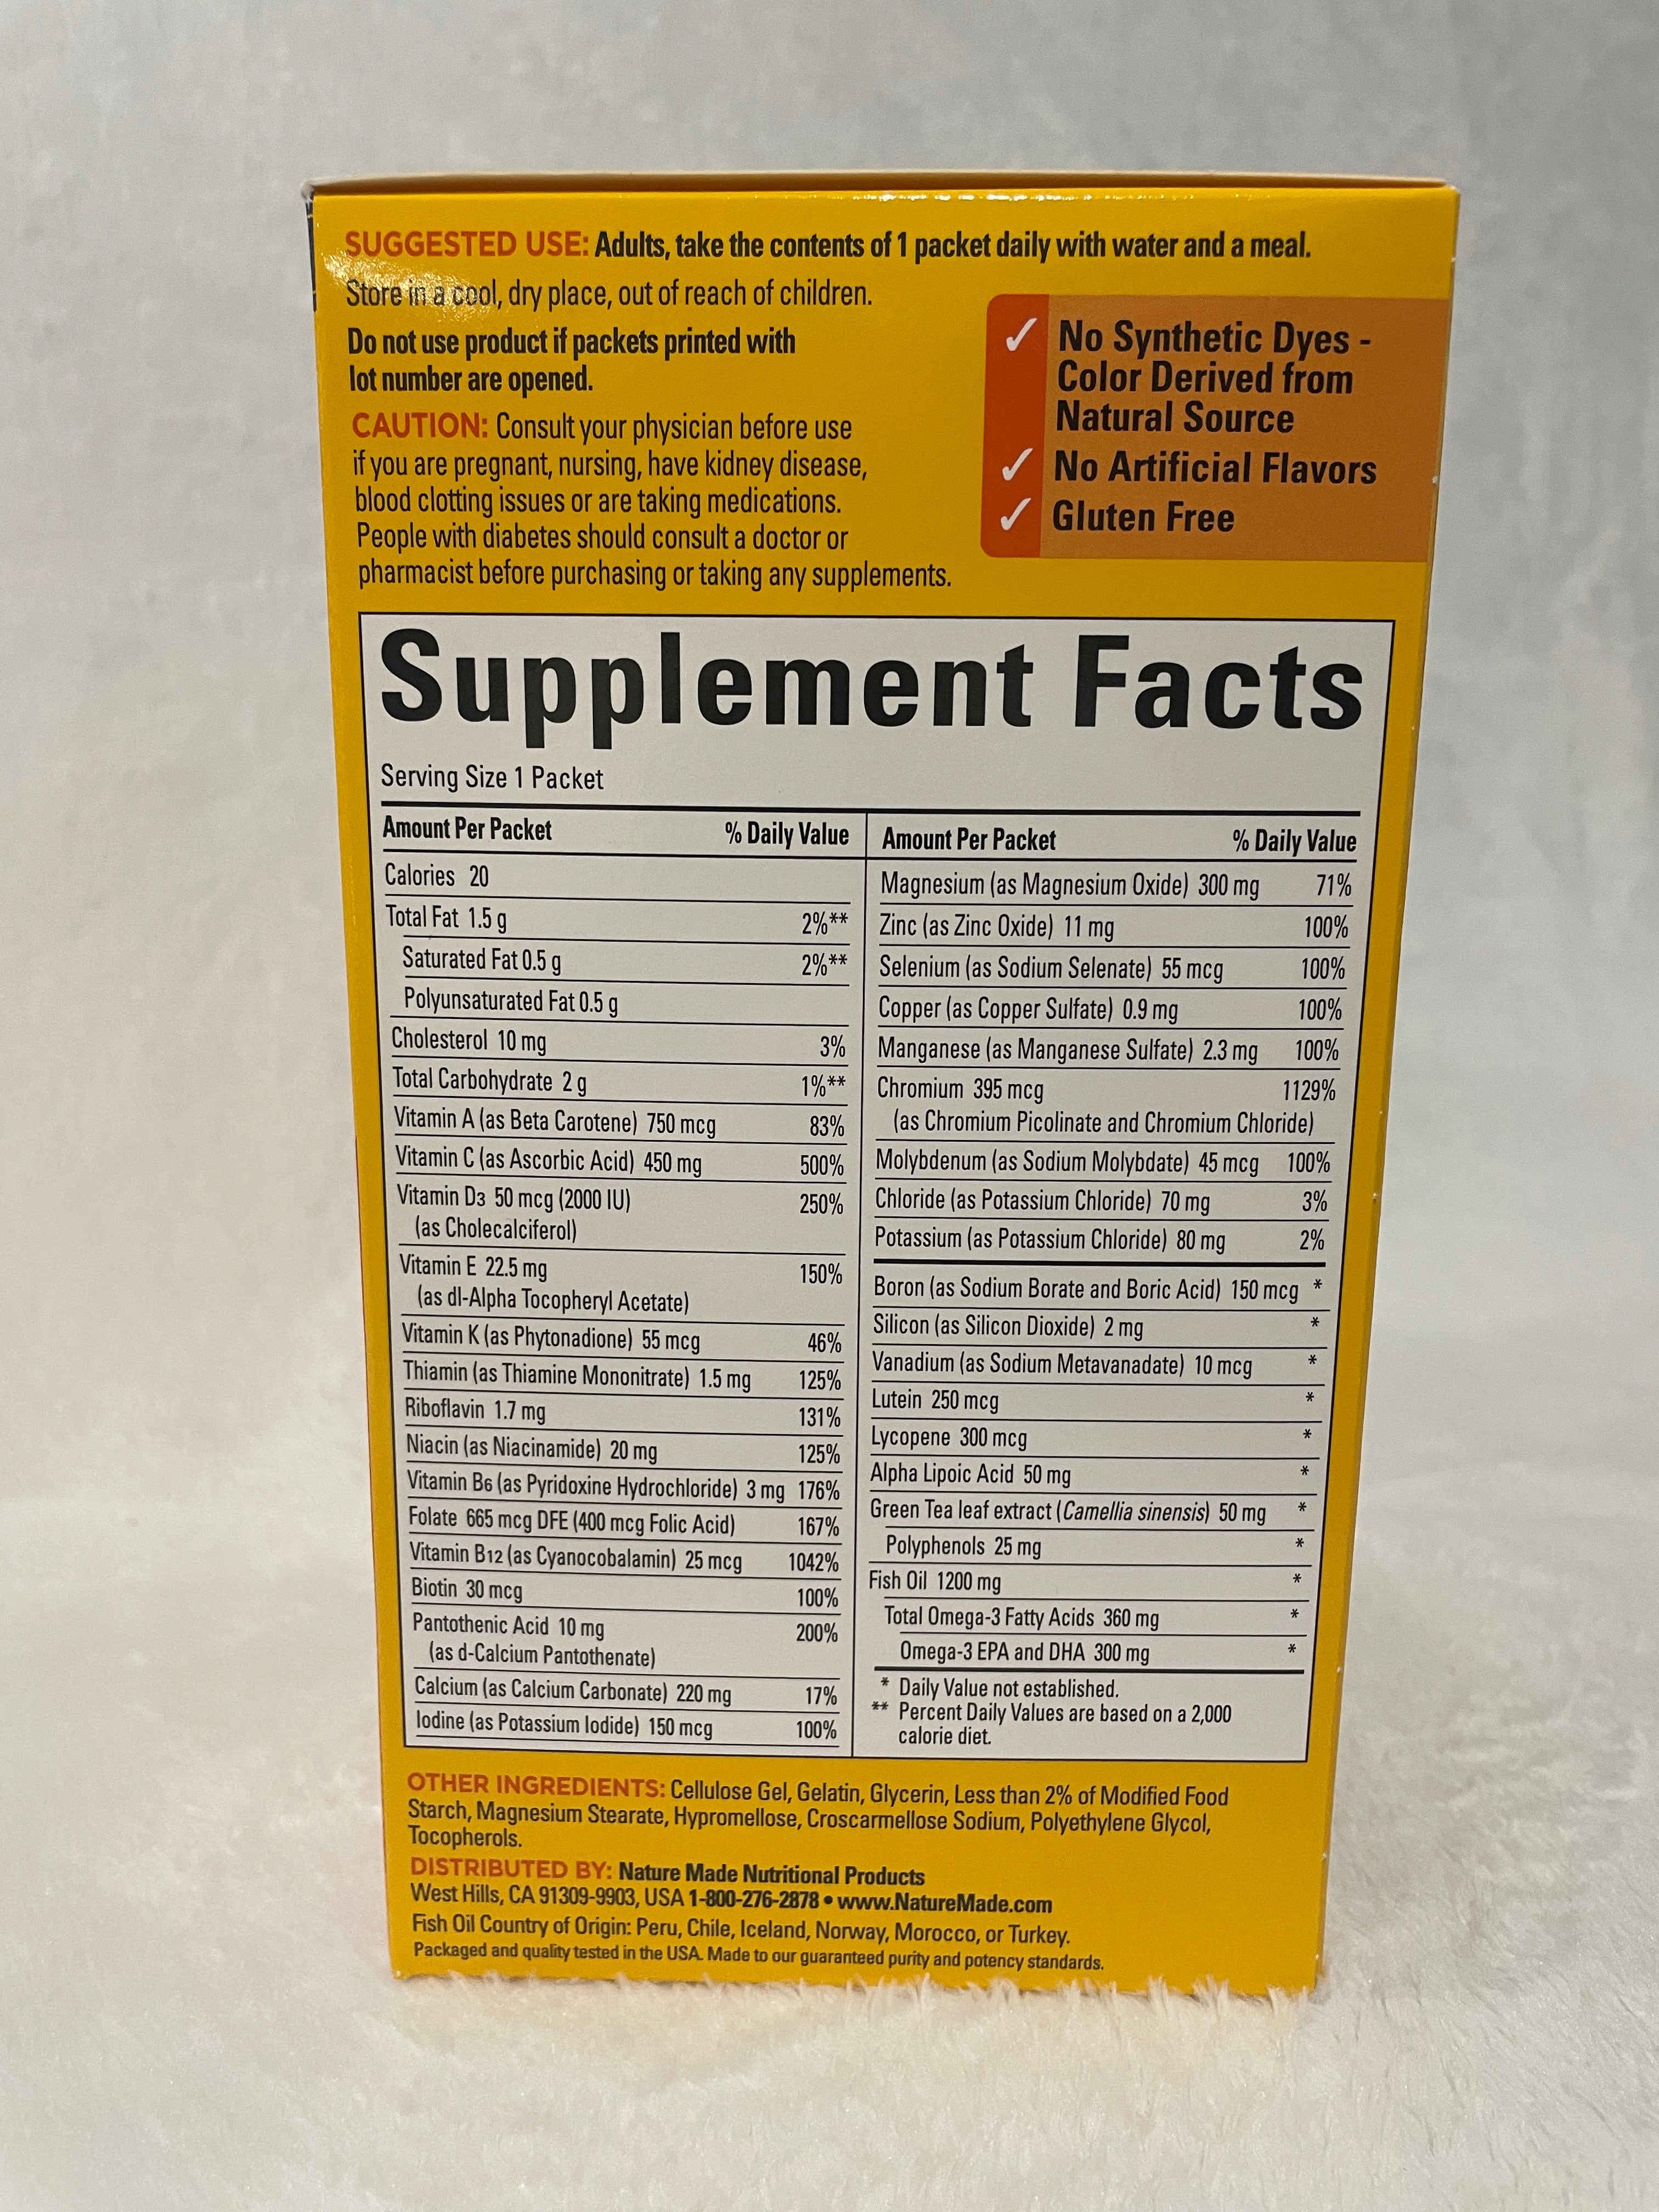 SUGGESTED USE: Adults, take the contents of 1 packet daily with water and a meal.
Store in a cool, dry place, out of reach of children.
Do not use product if packets printed with
lot number are opened.
CAUTION: Consult your physician before use
if you are pregnant, nursing, have kidney disease,
blood clotting issues or are taking medications.
People with diabetes should consult a doctor or
pharmacist before purchasing or taking any supplements.
✓ No Synthetic Dyes -
Color Derived from
Natural Source
✓ No Artificial Flavors
✓ Gluten Free
Supplement Facts
Serving Size 1 Packet
Amount Per Packet % Daily Value
Calories 20
Total Fat 1.5 g 2%**
Saturated Fat 0.5 g 2%**
Polyunsaturated Fat 0.5 g
Cholesterol 10 mg 3%
Total Carbohydrate 2 g 1%**
Vitamin A (as Beta Carotene) 750 mcg 83%
Vitamin C (as Ascorbic Acid) 450 mg 500%
Vitamin D3 50 mcg (2000 IU) 250%
(as Cholecalciferol)
Vitamin E 22.5 mg 150%
(as dl-Alpha Tocopheryl Acetate)
Vitamin K (as Phytonadione) 55 mcg 46%
Thiamin (as Thiamine Mononitrate) 1.5 mg 125%
Riboflavin 1.7 mg 131%
Niacin (as Niacinamide) 20 mg 125%
Vitamin B6 (as Pyridoxine Hydrochloride) 3 mg 176%
Folate 665 mcg DFE (400 mcg Folic Acid) 167%
Vitamin B12 (as Cyanocobalamin) 25 mcg 1042%
Biotin 30 mcg 100%
Pantothenic Acid 10 mg 200%
(as d-Calcium Pantothenate)
Calcium (as Calcium Carbonate) 220 mg 17%
Iodine (as Potassium Iodide) 150 mcg 100%
Amount Per Packet % Daily Value
Magnesium (as Magnesium Oxide) 300 mg 71%
Zinc (as Zinc Oxide) 11 mg 100%
Selenium (as Sodium Selenate) 55 mcg 100%
Copper (as Copper Sulfate) 0.9 mg 100%
Manganese (as Manganese Sulfate) 2.3 mg 100%
Chromium 395 mcg 1129%
(as Chromium Picolinate and Chromium Chloride)
Molybdenum (as Sodium Molybdate) 45 mcg 100%
Chloride (as Potassium Chloride) 70 mg 3%
Potassium (as Potassium Chloride) 80 mg 2%
Boron (as Sodium Borate and Boric Acid) 150 mcg *
Silicon (as Silicon Dioxide) 2 mg *
Vanadium (as Sodium Metavanadate) 10 mcg *
Lutein 250 mcg *
Lycopene 300 mcg *
Alpha Lipoic Acid 50 mg *
Green Tea leaf extract (Camellia sinensis) 50 mg *
Polyphenols 25 mg *
Fish Oil 1200 mg *
Total Omega-3 Fatty Acids 360 mg *
Omega-3 EPA and DHA 300 mg *
* Daily Value not established.
** Percent Daily Values are based on a 2,000
calorie diet.
OTHER INGREDIENTS: Cellulose Gel, Gelatin, Glycerin, Less than 2% of Modified Food
Starch, Magnesium Stearate, Hypromellose, Croscarmellose Sodium, Polyethylene Glycol,
Tocopherols.
DISTRIBUTED BY: Nature Made Nutritional Products
West Hills, CA 91309-9903, USA 1-800-276-2878 • www.NatureMade.com
Fish Oil Country of Origin: Peru, Chile, Iceland, Norway, Morocco, or Turkey.
Packaged and quality tested in the USA. Made to our guaranteed purity and potency standards.